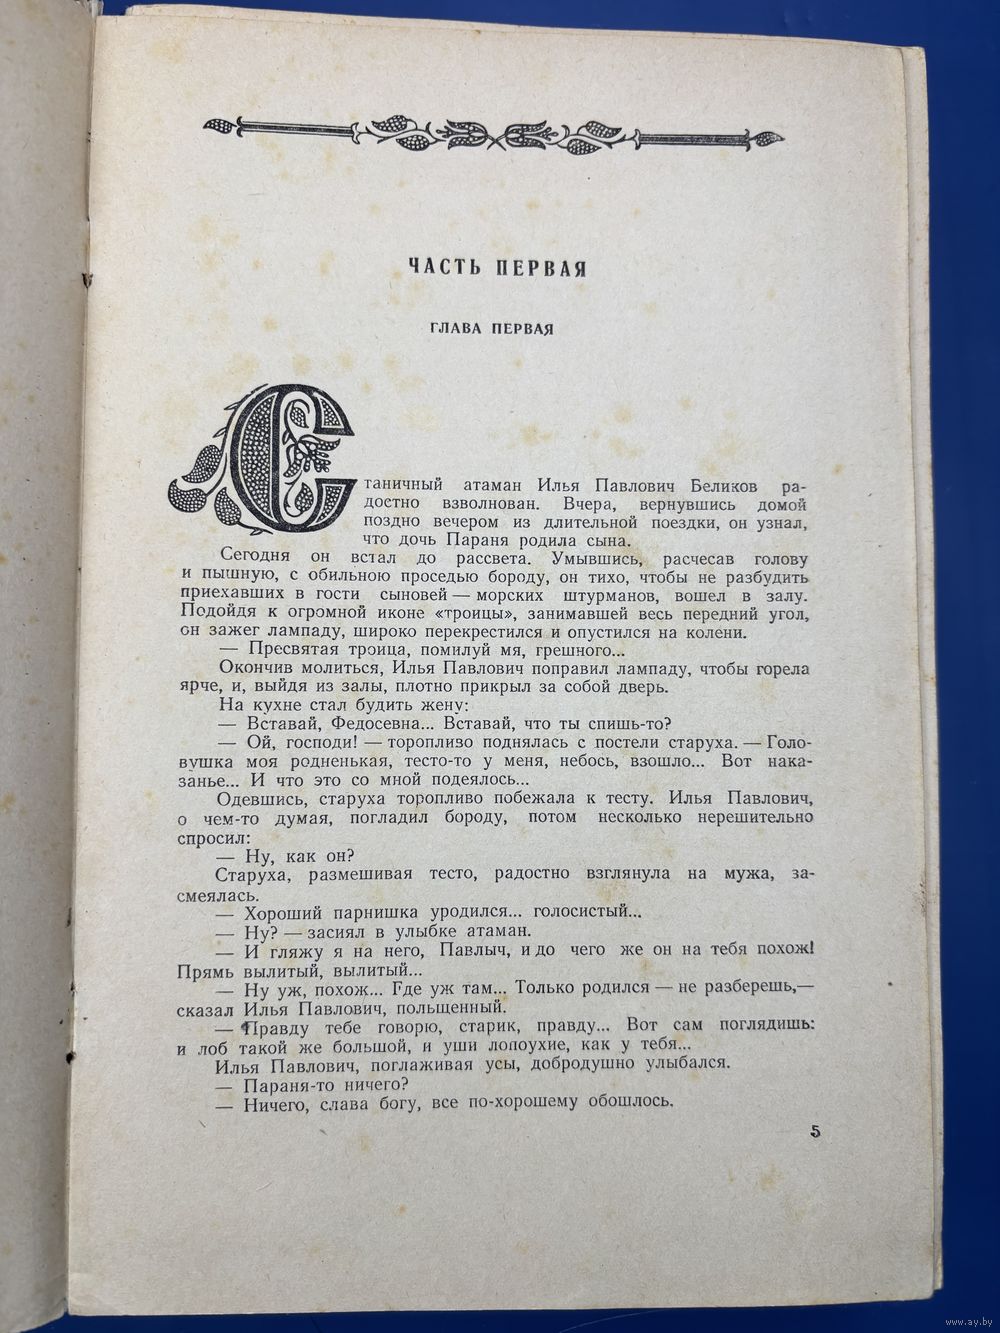 ЧАСТЬ ПЕРВАЯ
ГЛАВА ПЕРВАЯ
Станичный атаман Илья Павлович Беликов ра-
достно взволнован. Вчера, вернувшись домой
поздно вечером из длительной поездки, он узнал,
что дочь Параня родила сына.
Сегодня он встал до рассвета. Умывшись, расчесав голову
и пышную, с обильною проседью бороду, он тихо, чтобы не разбудить
приехавших в гости сыновей — морских штурманов, вошел в залу.
Подойдя к огромной иконе «троицы», занимавшей весь передний угол,
он зажег лампаду, широко перекрестился и опустился на колени.
— Пресвятая троица, помилуй мя, грешного...
Окончив молиться, Илья Павлович поправил лампаду, чтобы горела
ярче, и, выйдя из залы, плотно прикрыл за собой дверь.
На кухне стал будить жену:
— Вставай, Федосевна... Вставай, что ты спишь-то?
— Ой, господи! — торопливо поднялась с постели старуха. — Голо-
вушка моя родненькая, тесто-то у меня, небось, взошло... Вот нака-
занье... И что это со мной подеялось...
Одевшись, старуха торопливо побежала к тесту. Илья Павлович,
о чем-то думая, погладил бороду, потом несколько нерешительно
спросил:
— Ну, как он?
Старуха, размешивая тесто, радостно взглянула на мужа, за-
смеялась.
— Хороший парнишка уродился... голосистый...
— Ну? — засиял в улыбке атаман.
— И гляжу я на него, Павлыч, и до чего же он на тебя похож!
Прямь вылитый, вылитый...
— Ну уж, похож... Где уж там... Только родился — не разберешь,—
сказал Илья Павлович, польщенный.
— Правду тебе говорю, старик, правду... Вот сам поглядишь:
и лоб такой же большой, и уши лопоухие, как у тебя...
Илья Павлович, поглаживая усы, добродушно улыбался.
— Параня-то ничего?
— Ничего, слава богу, все по-хорошему обошлось.
5
www.ay.by